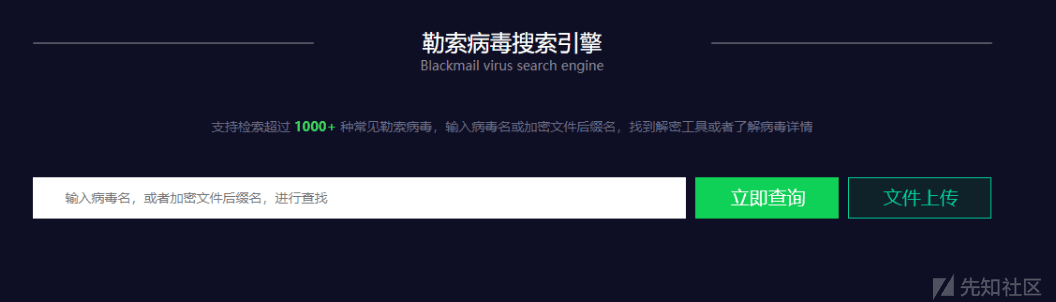 勒索病毒搜索引擎
Blackmail virus search engine
支持检索超过 1000+ 种常见勒索病毒，输入病毒名或加密文件后缀名，找到解密工具或者了解病毒详情
输入病毒名，或者加密文件后缀名，进行查找
立即查询
文件上传
先知社区